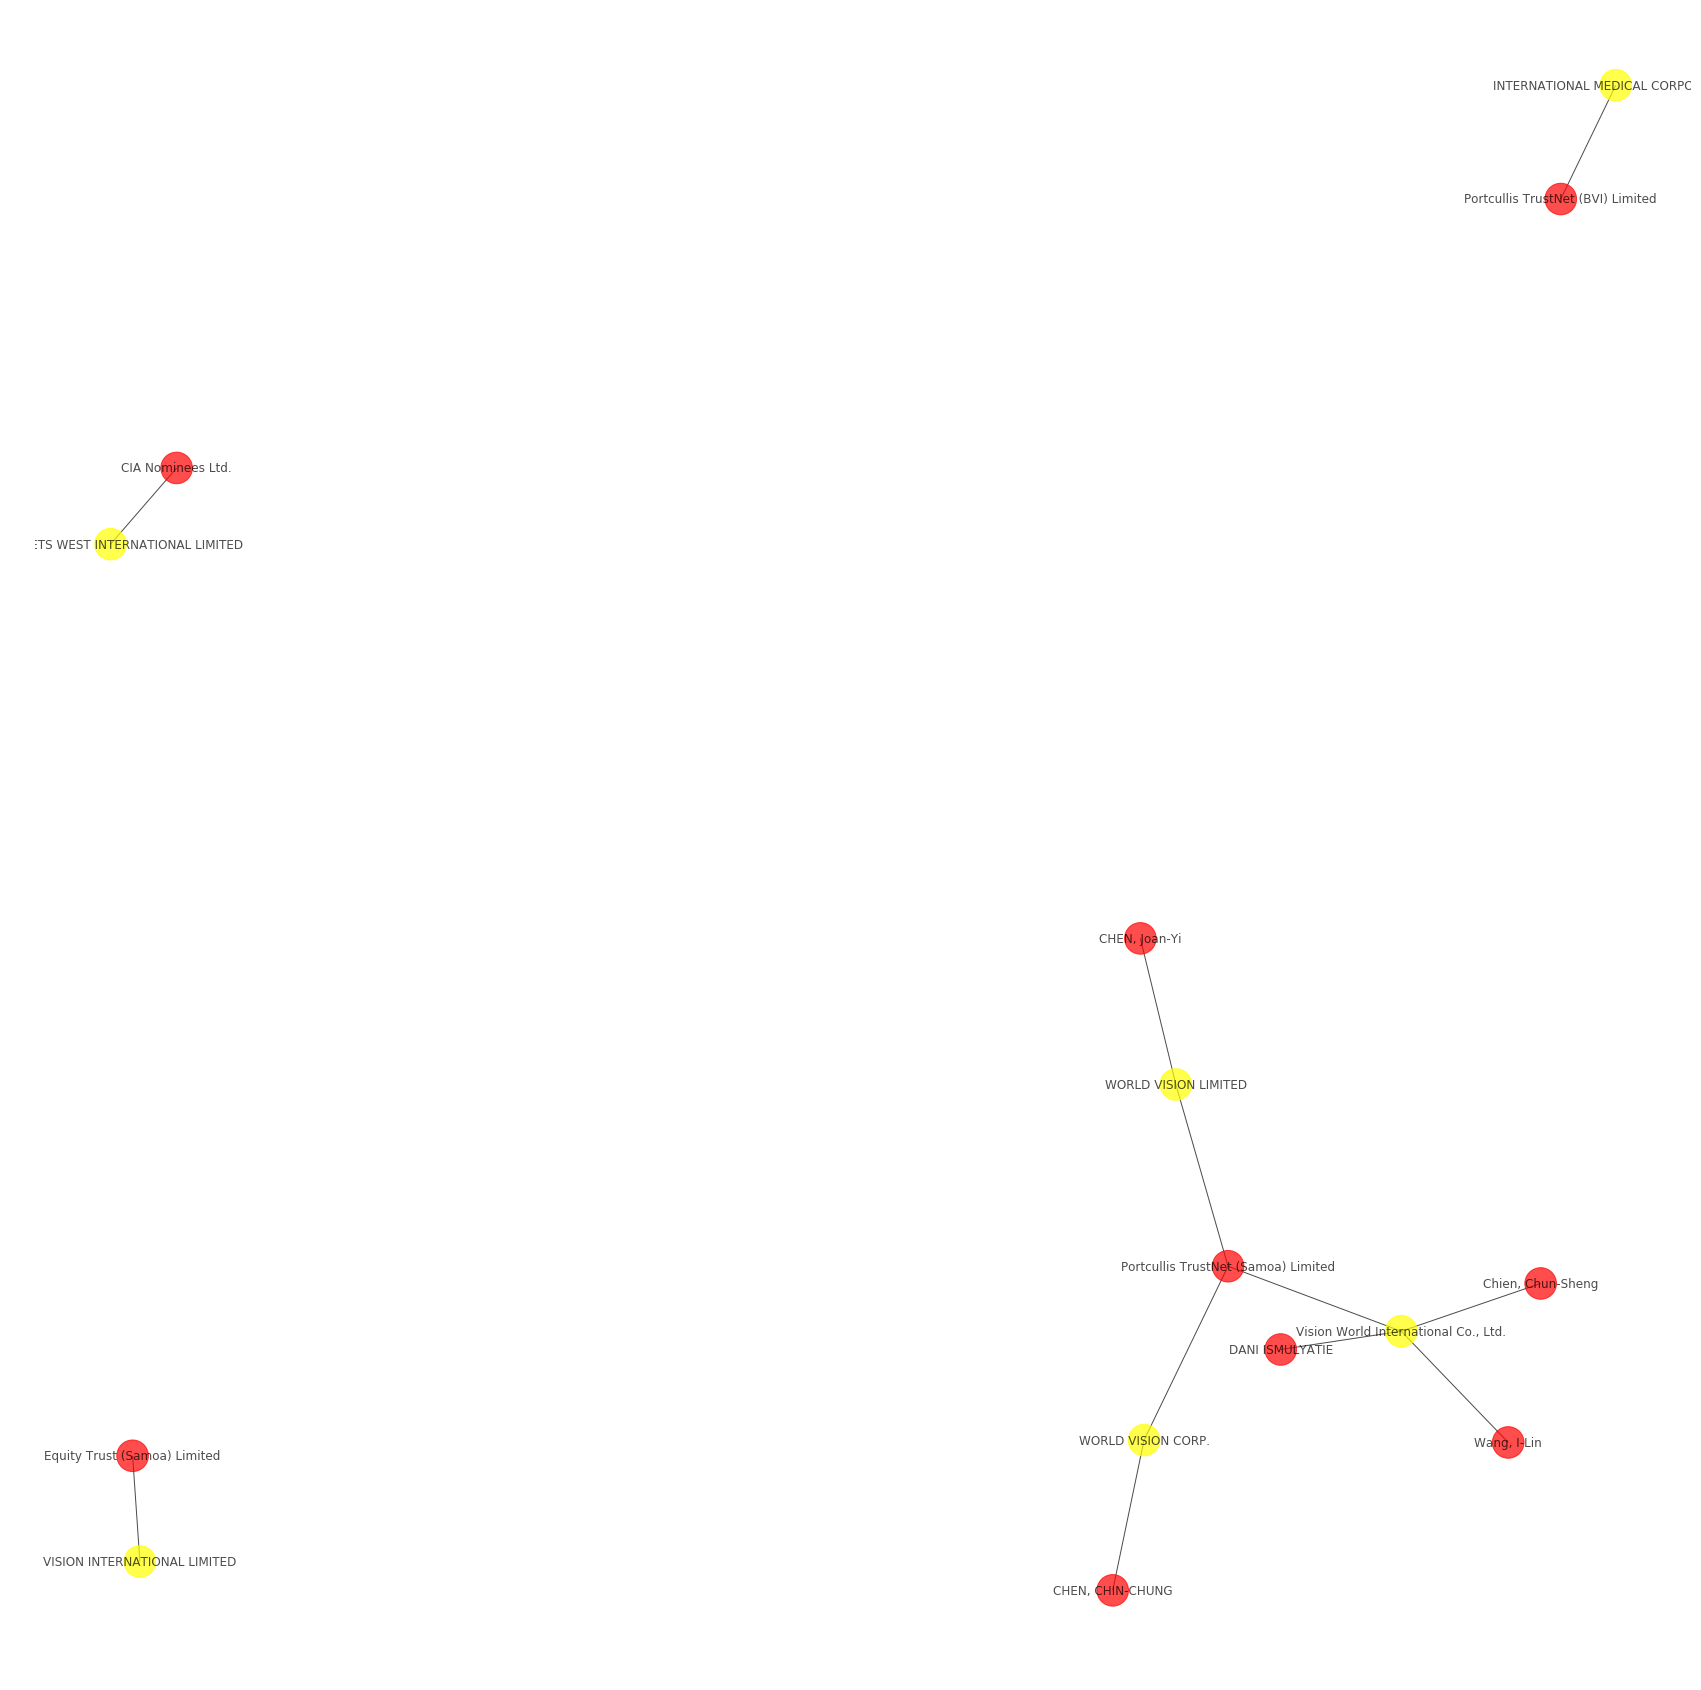 INTERNATIONAL MEDICAL
Portcullis TrustNet (BVI) Limited
CIA Nominees Ltd.
WEST INTERNATIONAL LIMITED
CHEN, Joan-Yi
WORLD VISION LIMITED
Portcullis TrustNet (Samoa) Limited
Chien, Chun-Sheng
Vision World International Co., Ltd.
DANI ISMULYATIE
WORLD VISION CORP.
Wang, I-Lin
Equity Trust (Samoa) Limited
VISION INTERNATIONAL LIMITED
CHEN, CHIN-CHUNG